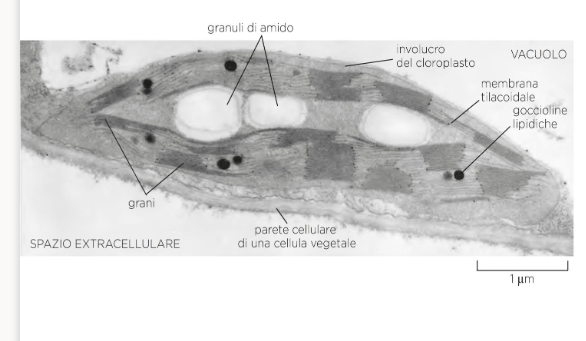 granuli di amido
involucro
del cloroplasto
VACUOLO
membrana
tilacoidale
goccioline
lipidiche
grani
parete cellulare
di una cellula vegetale
SPAZIO EXTRACELLULARE
1 µm